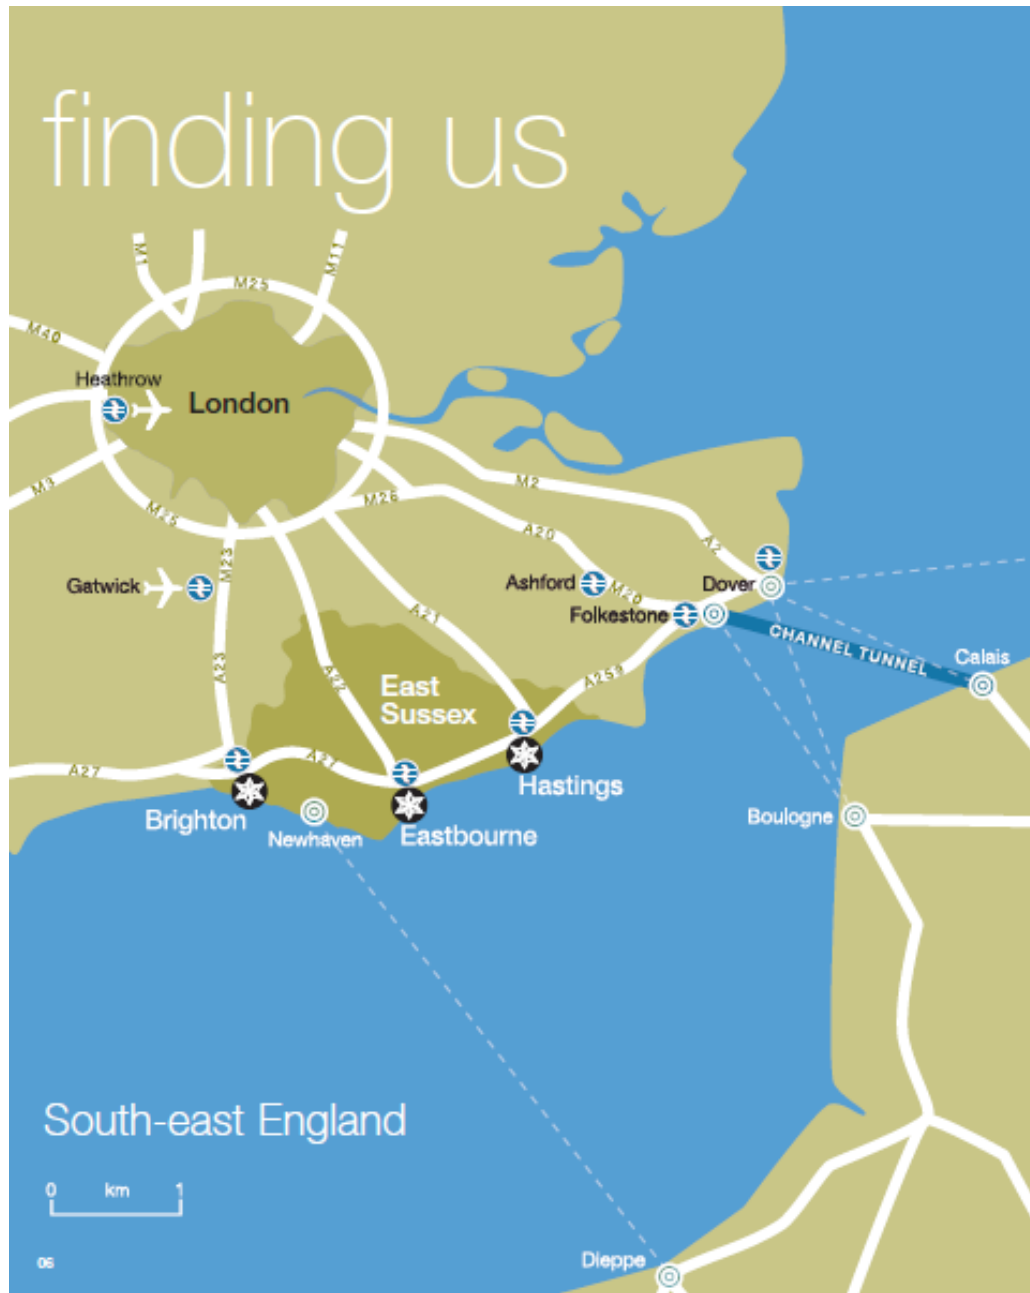 finding us
M1
M11
M25
M40
Heathrow
London
M3
M25
M26
M2
A20
A2
M23
Gatwick
Ashford
M20
Dover
Folkestone
A21
CHANNEL TUNNEL
Calais
A23
A22
East
Sussex
A259
A27
A27
Hastings
Brighton
Newhaven
Eastbourne
Boulogne
South-east England
0 km 1
06
Dieppe